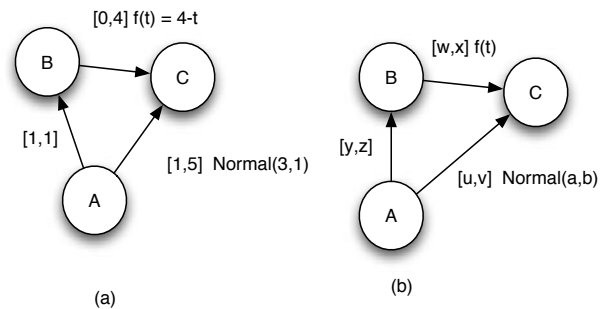 [0,4] f(t) = 4-t
B
C
[1,1]
[1,5] Normal(3,1)
A
(a)
[w,x] f(t)
B
C
[y,z]
[u,v] Normal(a,b)
A
(b)